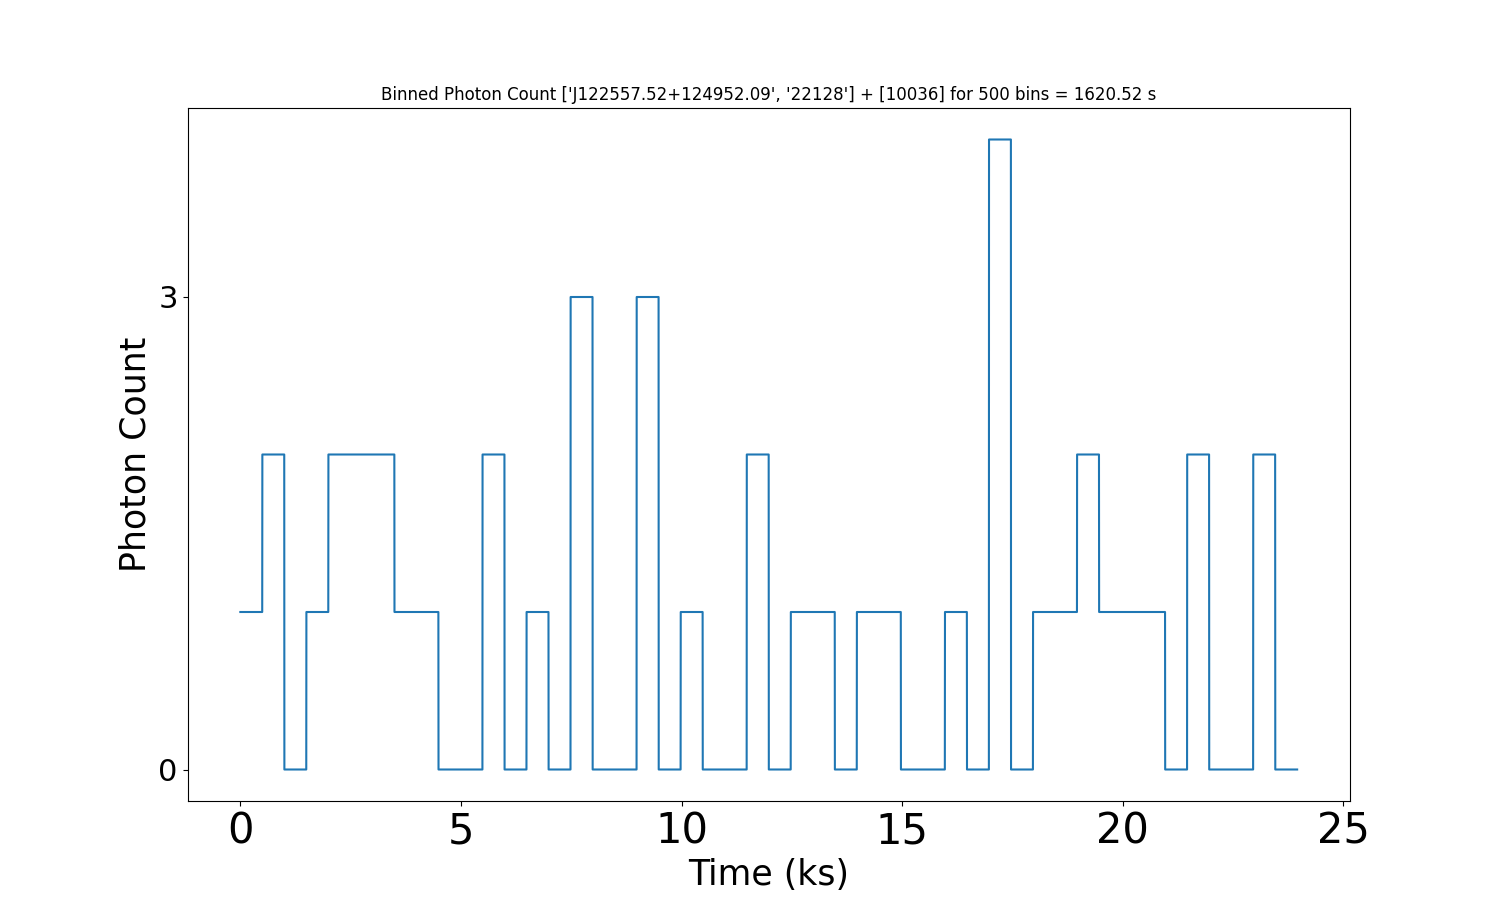 Binned Photon Count ['J122557.52+124952.09', '22128'] + [10036] for 500 bins = 1620.52 s
Photon Count
3
0
0 5 10 15 20 25
Time (ks)